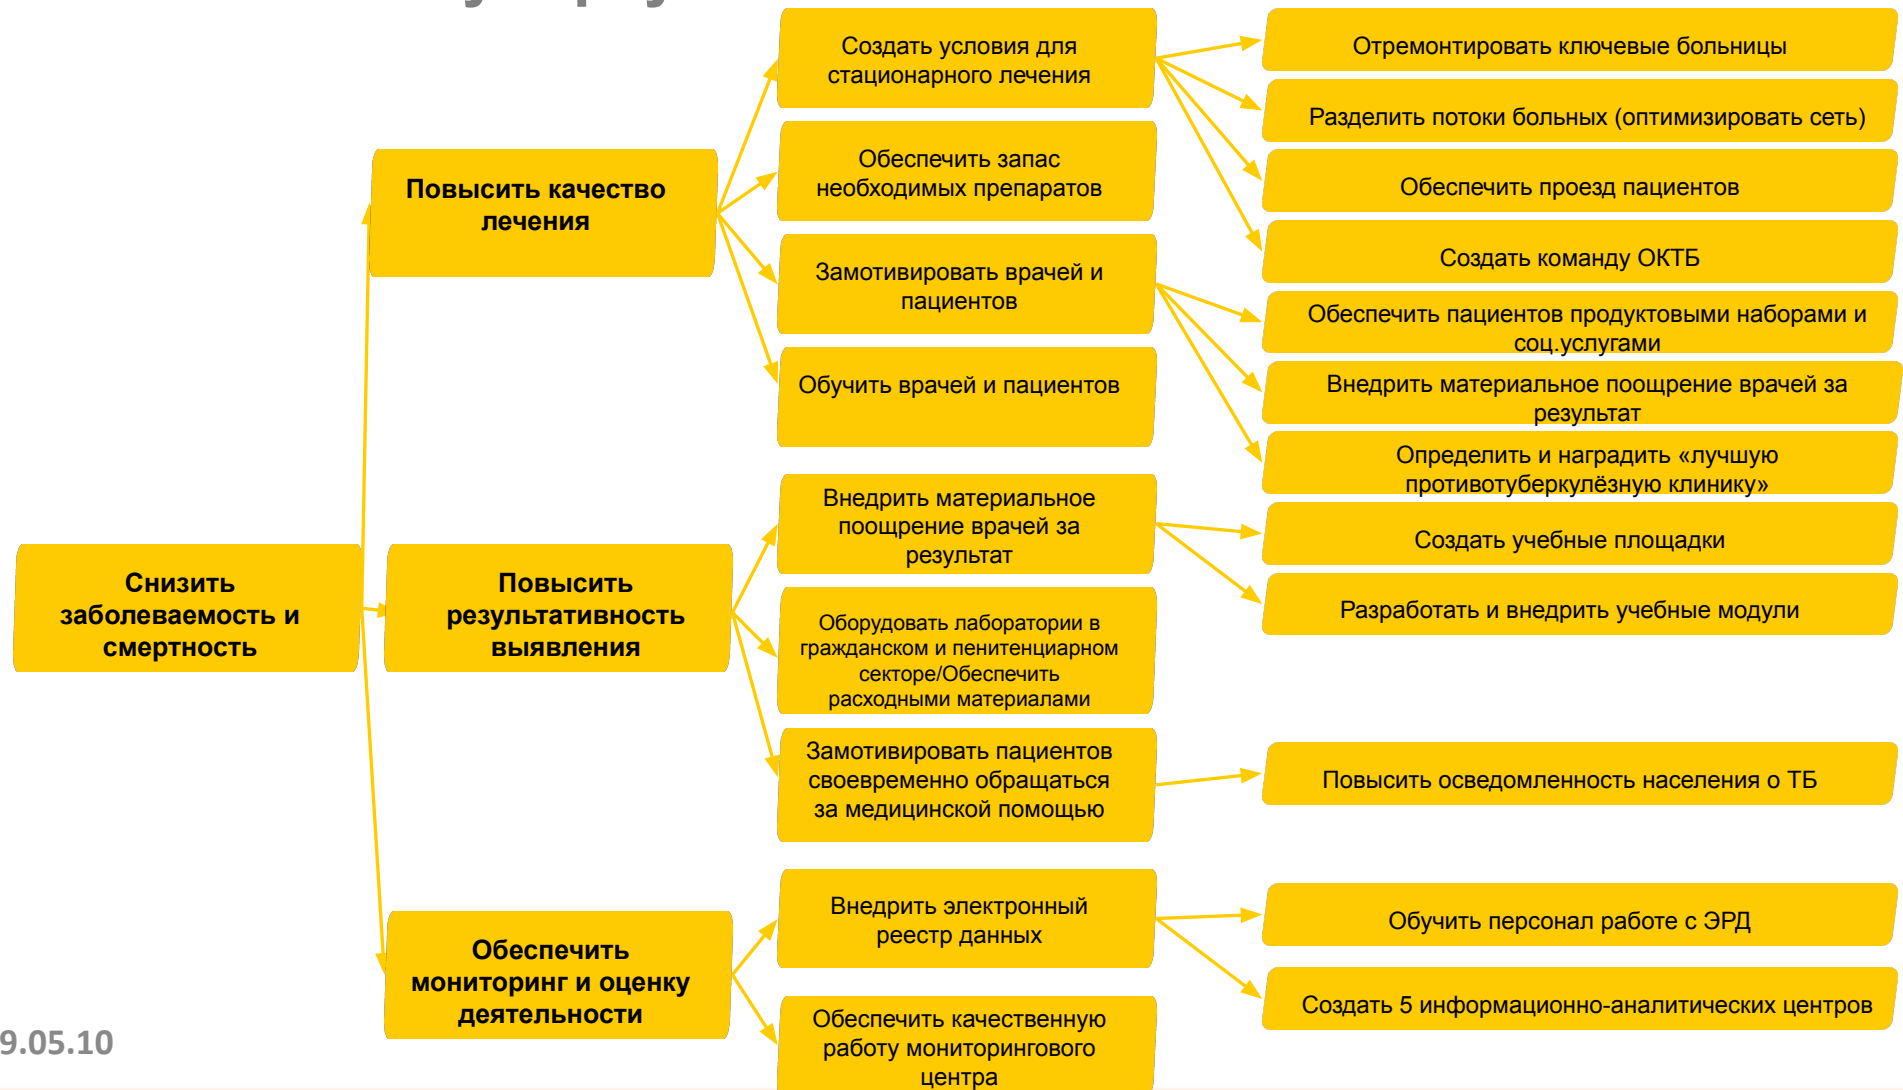 Создать условия для
стационарного лечения
Отремонтировать ключевые больницы
Разделить потоки больных (оптимизировать сеть)
Обеспечить запас
необходимых препаратов
Повысить качество
лечения
Обеспечить проезд пациентов
Замотивировать врачей и
пациентов
Создать команду ОКТБ
Обеспечить пациентов продуктовыми наборами и
соц.услугами
Обучить врачей и пациентов
Внедрить материальное поощрение врачей за
результат
Определить и наградить «лучшую
противотуберкулёзную клинику»
Внедрить материальное
поощрение врачей за
результат
Создать учебные площадки
Снизить
заболеваемость и
смертность
Повысить
результативность
выявления
Разработать и внедрить учебные модули
Оборудовать лаборатории в
гражданском и пенитенциарном
секторе/Обеспечить
расходными материалами
Замотивировать пациентов
своевременно обращаться
за медицинской помощью
Повысить осведомленность населения о ТБ
Внедрить электронный
реестр данных
Обучить персонал работе с ЭРД
Обеспечить
мониторинг и оценку
деятельности
Создать 5 информационно-аналитических центров
Обеспечить качественную
работу мониторингового
центра
9.05.10